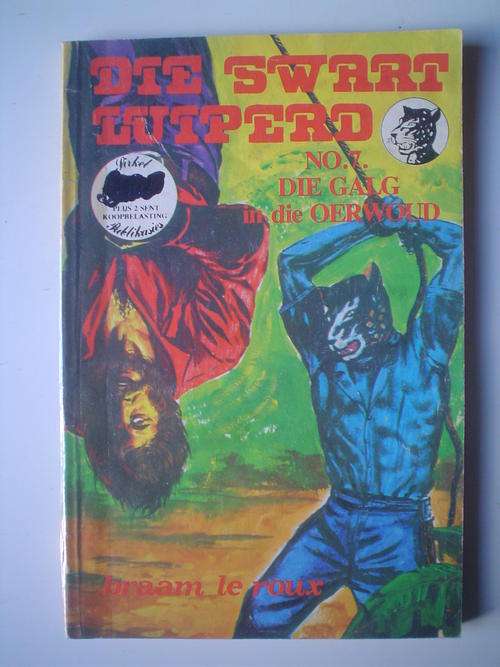 DIE SWART
LUIPERD
NO.7.
DIE GALG
in die OERWOUD
Sirkel
PLUS 2 SENT
KOOPBELASTING
Publikasies
braam le roux